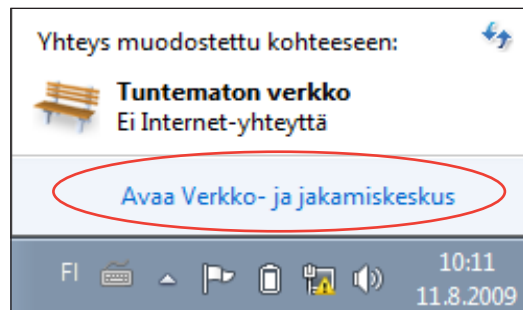 Yhteys muodostettu kohteeseen:
Tuntematon verkko
Ei Internet-yhteyttä
Avaa Verkko- ja jakamiskeskus
FI
10:11
11.8.2009